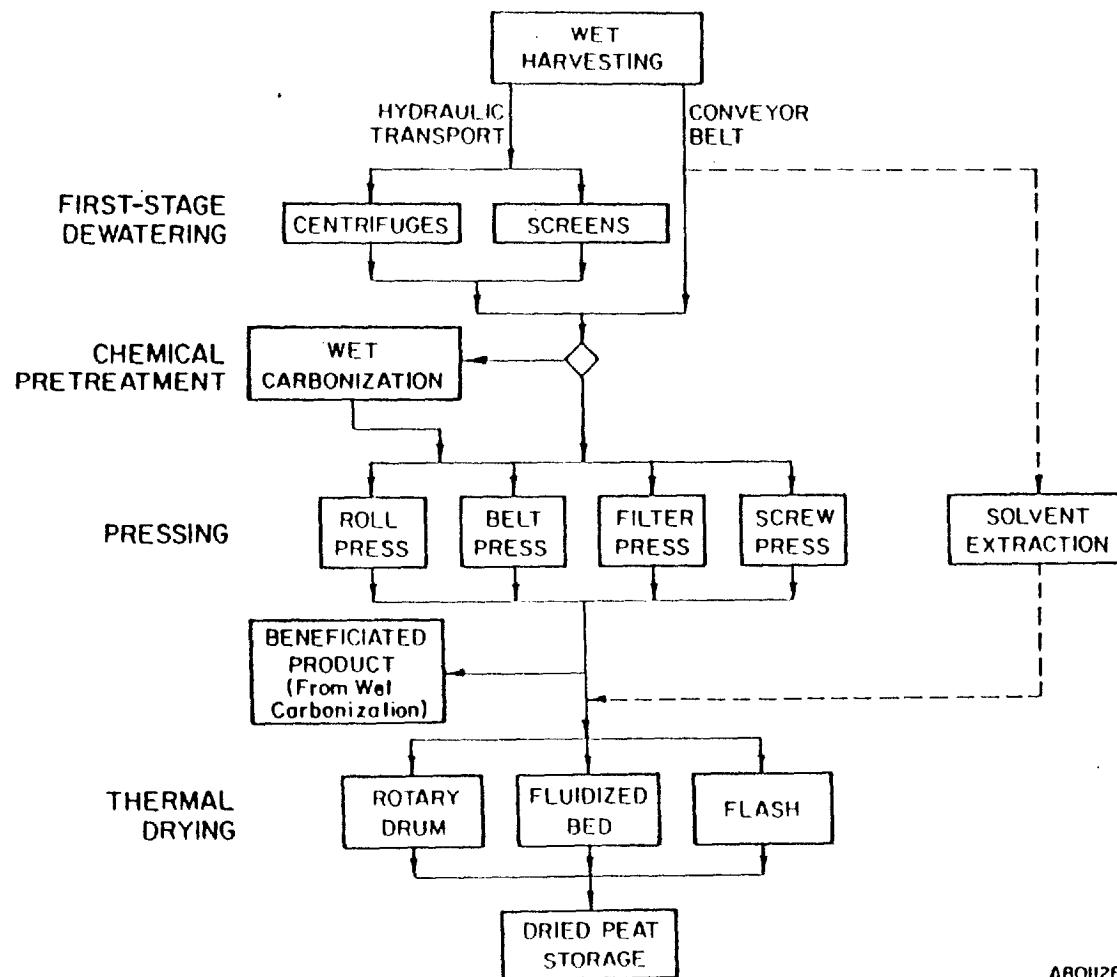 WET
HARVESTING
HYDRAULIC
TRANSPORT
CONVEYOR
BELT
FIRST-STAGE
DEWATERING
CENTRIFUGES
SCREENS
CHEMICAL
PRETREATMENT
WET
CARBONIZATION
PRESSING
ROLL
PRESS
BELT
PRESS
FILTER
PRESS
SCREW
PRESS
SOLVENT
EXTRACTION
BENEFICIATED
PRODUCT
(From Wet
Carbonization)
THERMAL
DRYING
ROTARY
DRUM
FLUIDIZED
BED
FLASH
DRIED PEAT
STORAGE